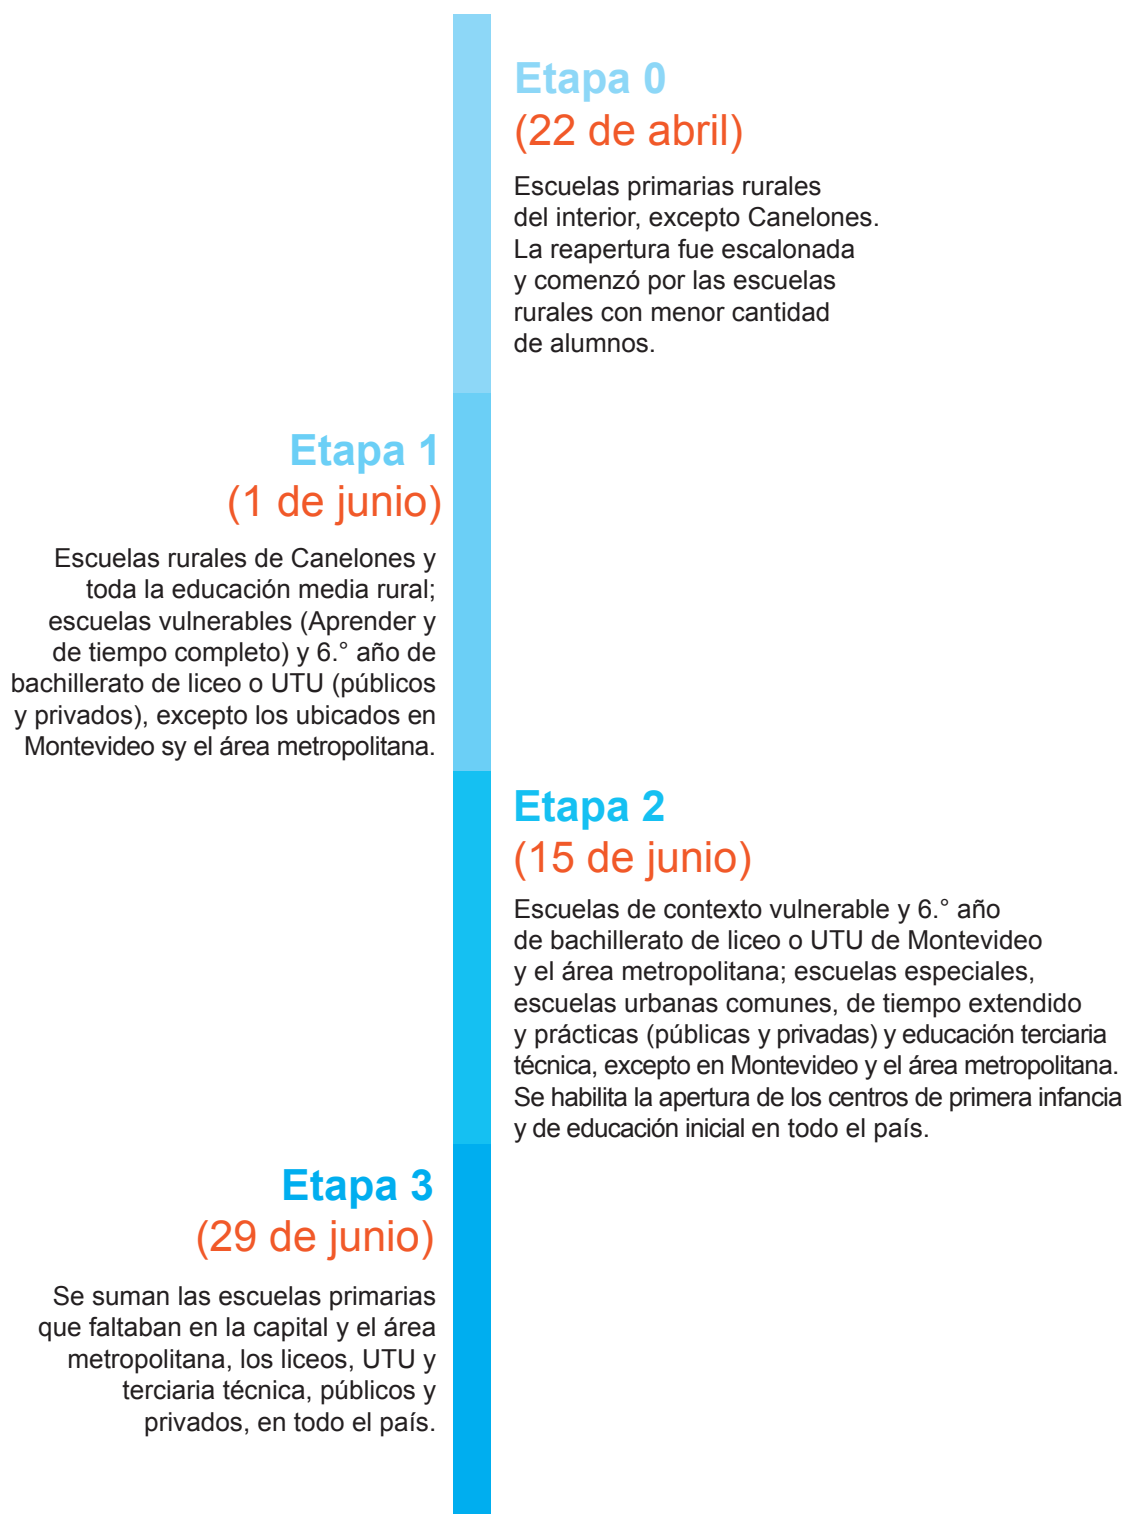 Etapa 0
(22 de abril)
Escuelas primarias rurales
del interior, excepto Canelones.
La reapertura fue escalonada
y comenzó por las escuelas
rurales con menor cantidad
de alumnos.
Etapa 1
(1 de junio)
Escuelas rurales de Canelones y
toda la educación media rural;
escuelas vulnerables (Aprender y
de tiempo completo) y 6.° año de
bachillerato de liceo o UTU (públicos
y privados), excepto los ubicados en
Montevideo sy el área metropolitana.
Etapa 2
(15 de junio)
Escuelas de contexto vulnerable y 6.° año
de bachillerato de liceo o UTU de Montevideo
y el área metropolitana; escuelas especiales,
escuelas urbanas comunes, de tiempo extendido
y prácticas (públicas y privadas) y educación terciaria
técnica, excepto en Montevideo y el área metropolitana.
Se habilita la apertura de los centros de primera infancia
y de educación inicial en todo el país.
Etapa 3
(29 de junio)
Se suman las escuelas primarias
que faltaban en la capital y el área
metropolitana, los liceos, UTU y
terciaria técnica, públicos y
privados, en todo el país.